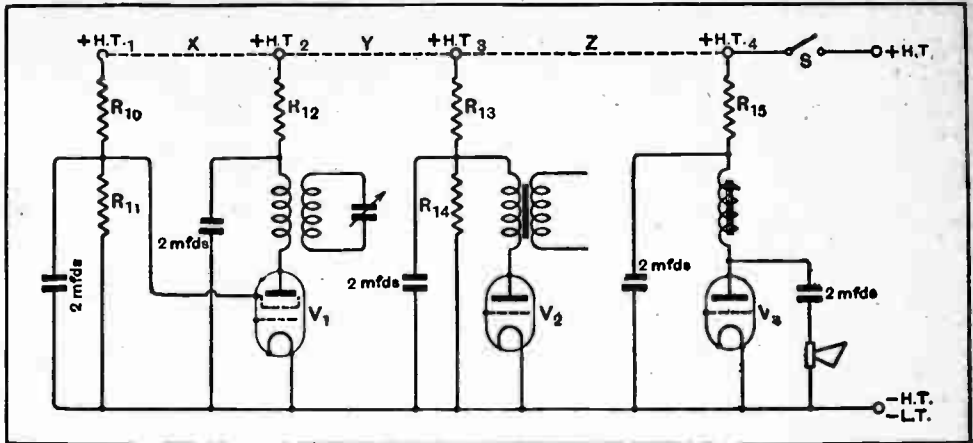 +H.T.1 X +H.T.2 Y +H.T.3 Z +H.T.4 S +H.T.
R10 R12 R13 R15
R11 R14
2 mfds 2 mfds 2 mfds 2 mfds 2 mfds
V1 V2 V3
-H.T.
-L.T.